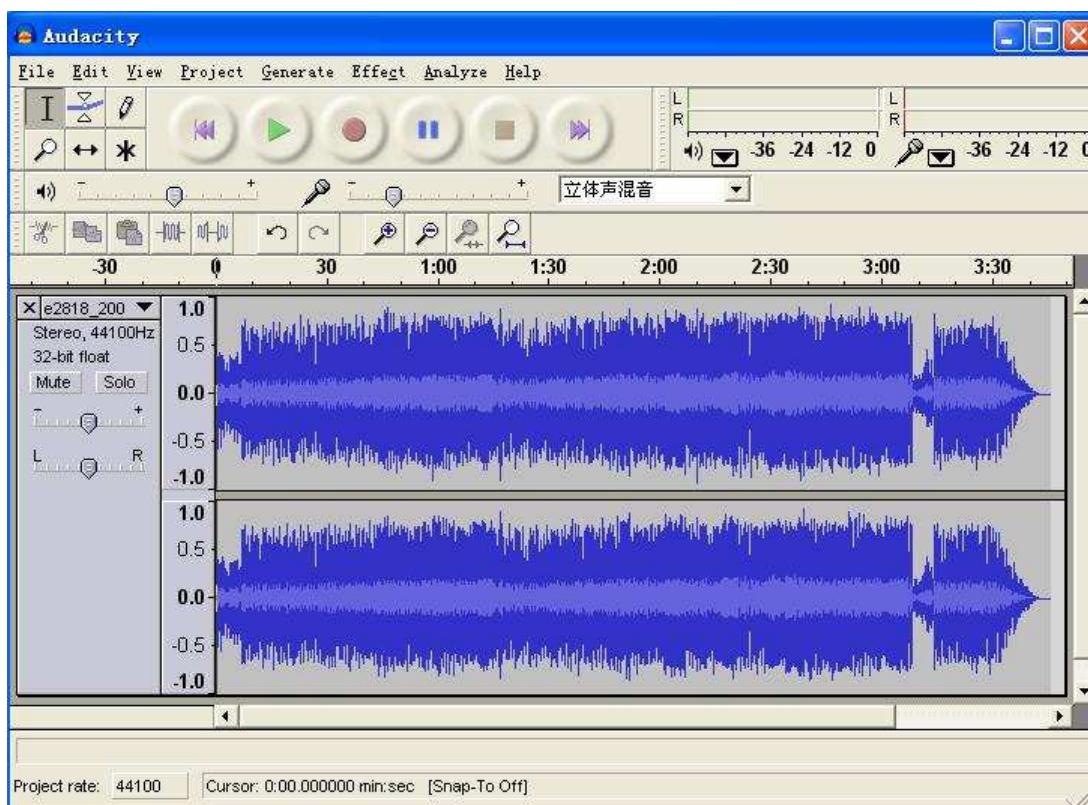 Audacity
File Edit View Project Generate Effect Analyze Help
L
R
-36 -24 -12 0
L
R
-36 -24 -12 0
- +
- +
立体声混音
-30 0 30 1:00 1:30 2:00 2:30 3:00 3:30
X e2818_200
Stereo, 44100Hz
32-bit float
Mute Solo
- +
L R
1.0
0.5
0.0
-0.5
-1.0
1.0
0.5
0.0
-0.5
-1.0
Project rate: 44100 Cursor: 0:00.000000 min:sec [Snap-To Off]